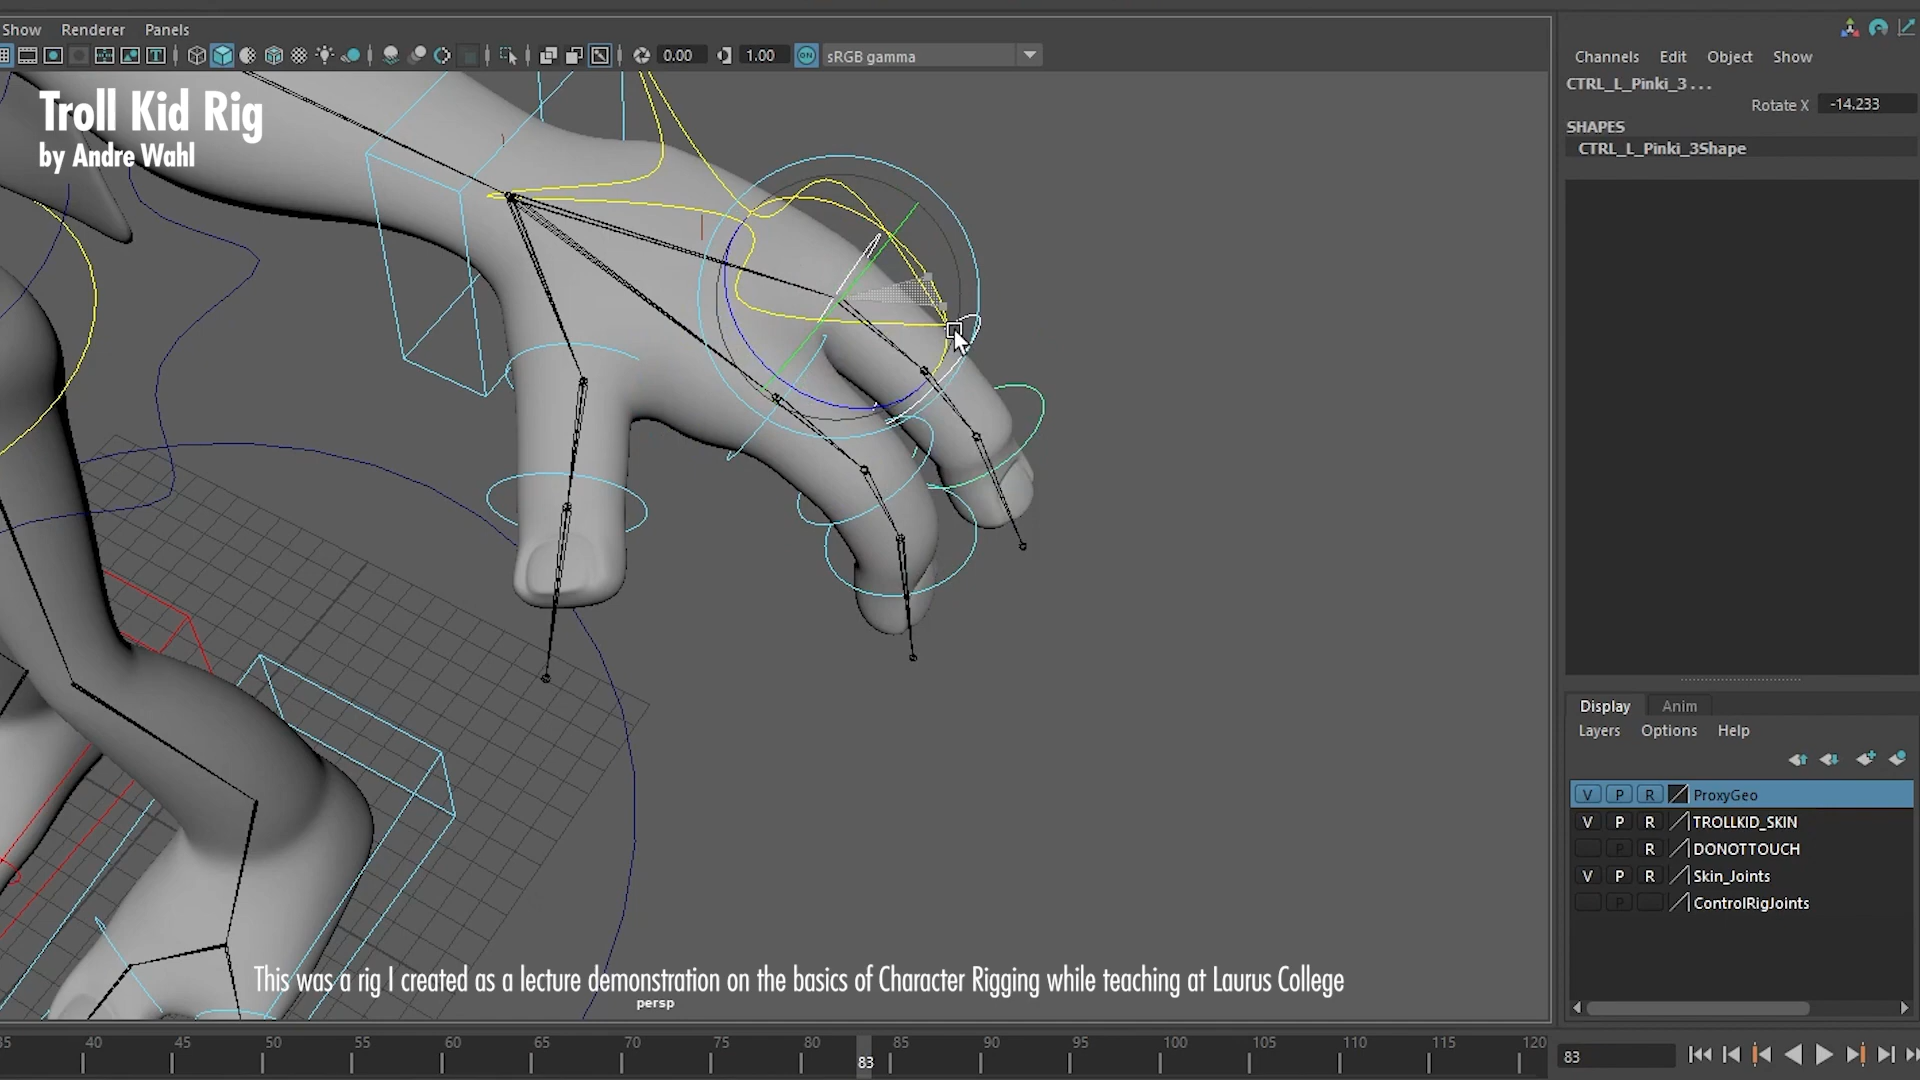 Show Renderer Panels
0.00 1.00 ON sRGB gamma
Troll Kid Rig
by Andre Wahl
Channels Edit Object Show
CTRL_L_Pinki_3 . . .
Rotate X -14.233
SHAPES
CTRL_L_Pinki_3Shape
Display Anim
Layers Options Help
V P R ProxyGeo
V P R TROLLKID_SKIN
P R DONOTTOUCH
V P R Skin_Joints
P ControlRigJoints
This was a rig I created as a lecture demonstration on the basics of Character Rigging while teaching at Laurus College
persp
35 40 45 50 55 60 65 70 75 80 85 90 95 100 105 110 115 120
83
83